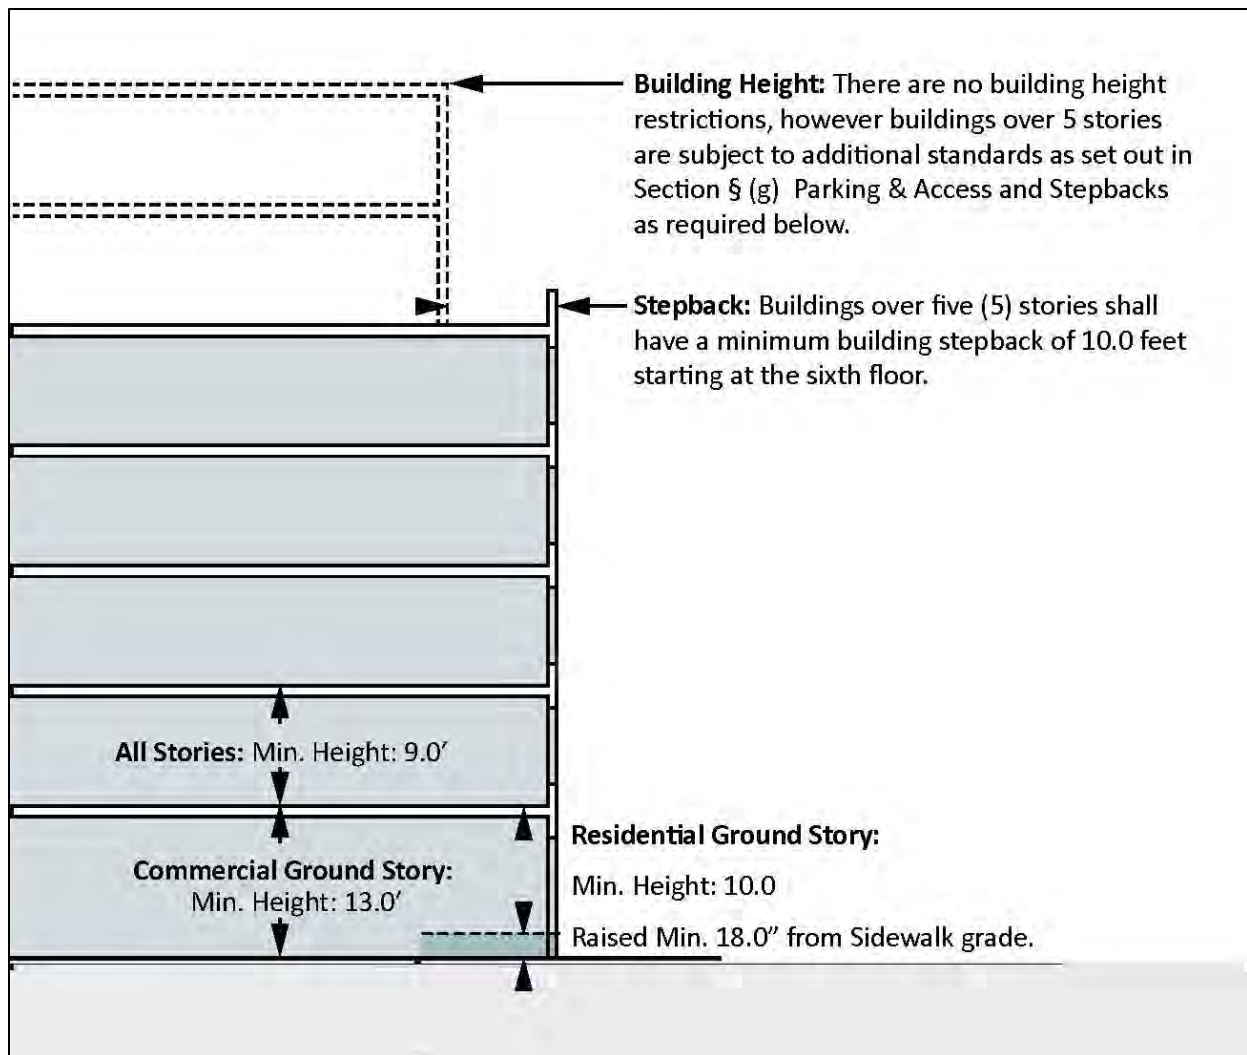 Building Height: There are no building height
restrictions, however buildings over 5 stories
are subject to additional standards as set out in
Section § (g) Parking & Access and Stepbacks
as required below.
Stepback: Buildings over five (5) stories shall
have a minimum building stepback of 10.0 feet
starting at the sixth floor.
All Stories: Min. Height: 9.0′
Commercial Ground Story:
Min. Height: 13.0′
Residential Ground Story:
Min. Height: 10.0
Raised Min. 18.0” from Sidewalk grade.